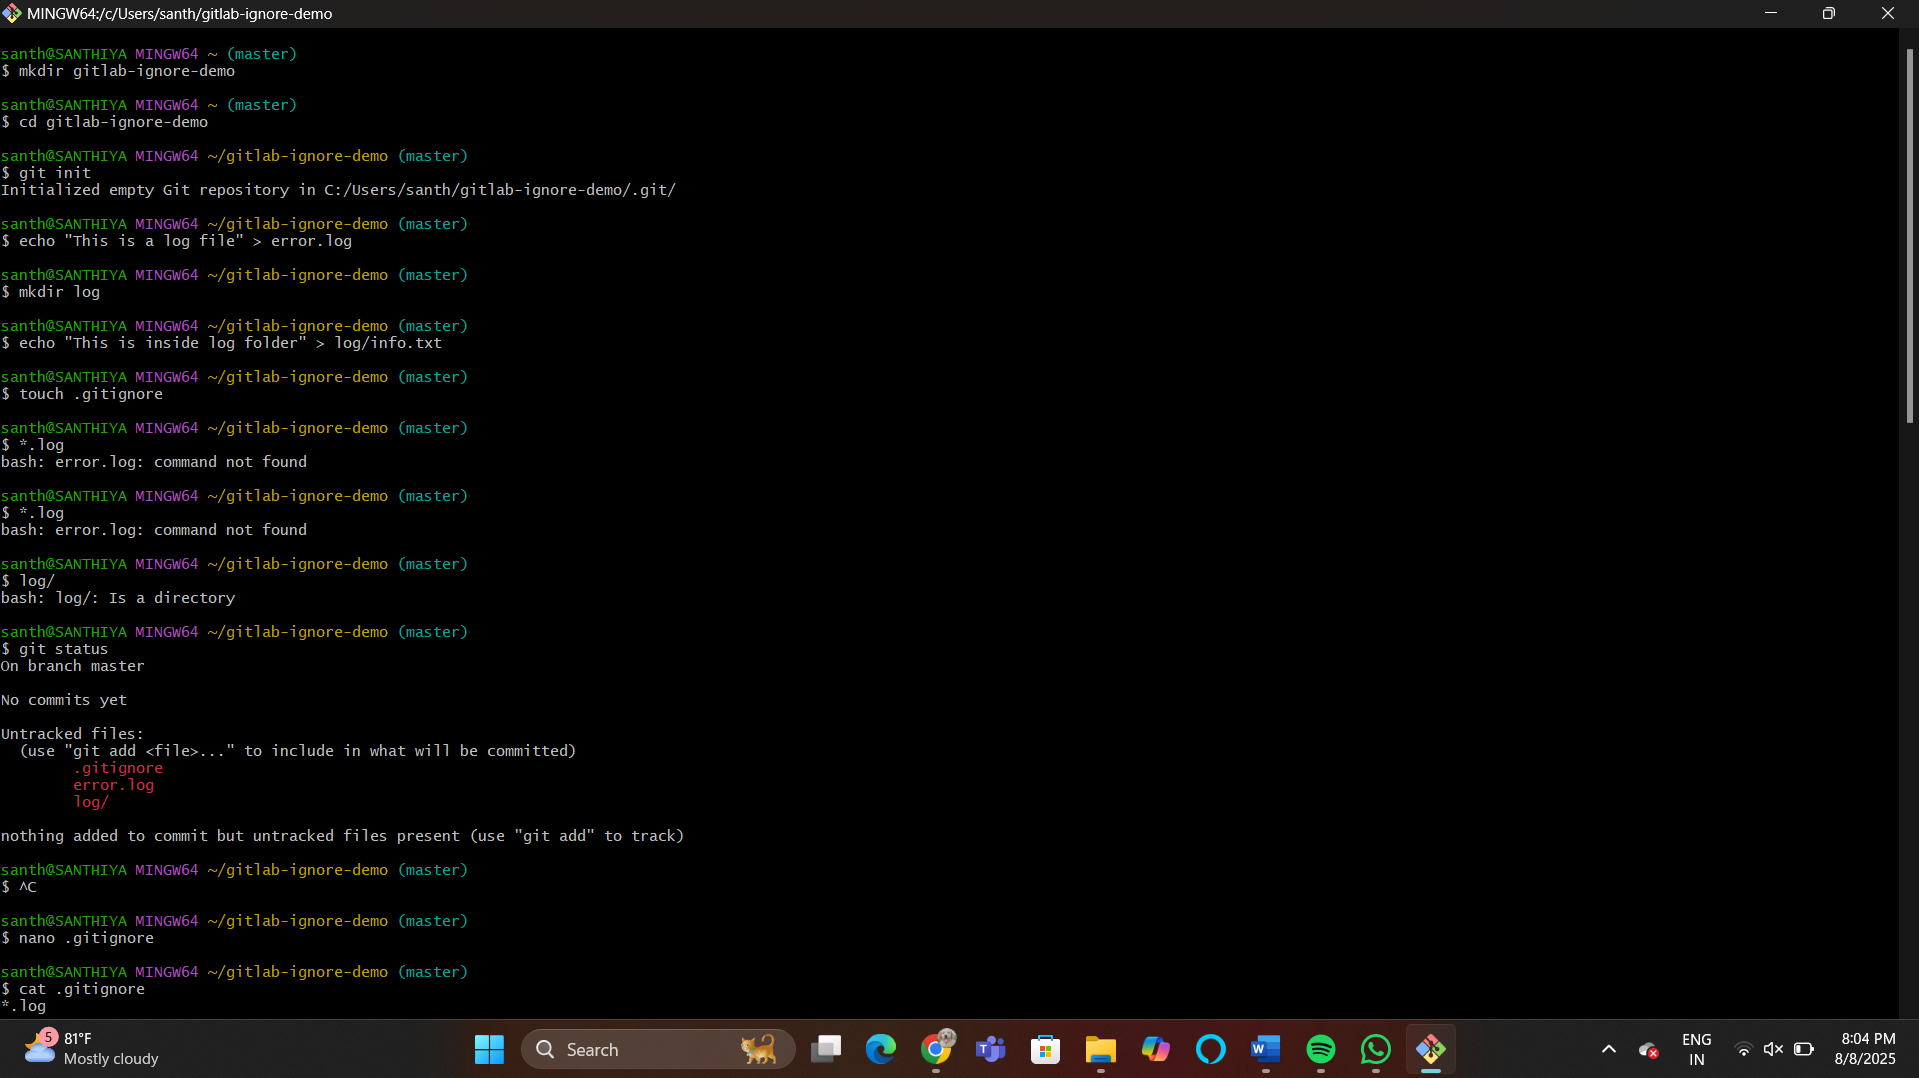 MINGW64:/c/Users/santh/gitlab-ignore-demo
santh@SANTHIYA MINGW64 ~ (master)
$ mkdir gitlab-ignore-demo
santh@SANTHIYA MINGW64 ~ (master)
$ cd gitlab-ignore-demo
santh@SANTHIYA MINGW64 ~/gitlab-ignore-demo (master)
$ git init
Initialized empty Git repository in C:/Users/santh/gitlab-ignore-demo/.git/
santh@SANTHIYA MINGW64 ~/gitlab-ignore-demo (master)
$ echo "This is a log file" > error.log
santh@SANTHIYA MINGW64 ~/gitlab-ignore-demo (master)
$ mkdir log
santh@SANTHIYA MINGW64 ~/gitlab-ignore-demo (master)
$ echo "This is inside log folder" > log/info.txt
santh@SANTHIYA MINGW64 ~/gitlab-ignore-demo (master)
$ touch .gitignore
santh@SANTHIYA MINGW64 ~/gitlab-ignore-demo (master)
$ *.log
bash: error.log: command not found
santh@SANTHIYA MINGW64 ~/gitlab-ignore-demo (master)
$ *.log
bash: error.log: command not found
santh@SANTHIYA MINGW64 ~/gitlab-ignore-demo (master)
$ log/
bash: log/: Is a directory
santh@SANTHIYA MINGW64 ~/gitlab-ignore-demo (master)
$ git status
On branch master
No commits yet
Untracked files:
(use "git add <file>..." to include in what will be committed)
.gitignore
error.log
log/
nothing added to commit but untracked files present (use "git add" to track)
santh@SANTHIYA MINGW64 ~/gitlab-ignore-demo (master)
$ ^C
santh@SANTHIYA MINGW64 ~/gitlab-ignore-demo (master)
$ nano .gitignore
santh@SANTHIYA MINGW64 ~/gitlab-ignore-demo (master)
$ cat .gitignore
*.log
5
81°F
Mostly cloudy
Search
ENG
IN
8:04 PM
8/8/2025